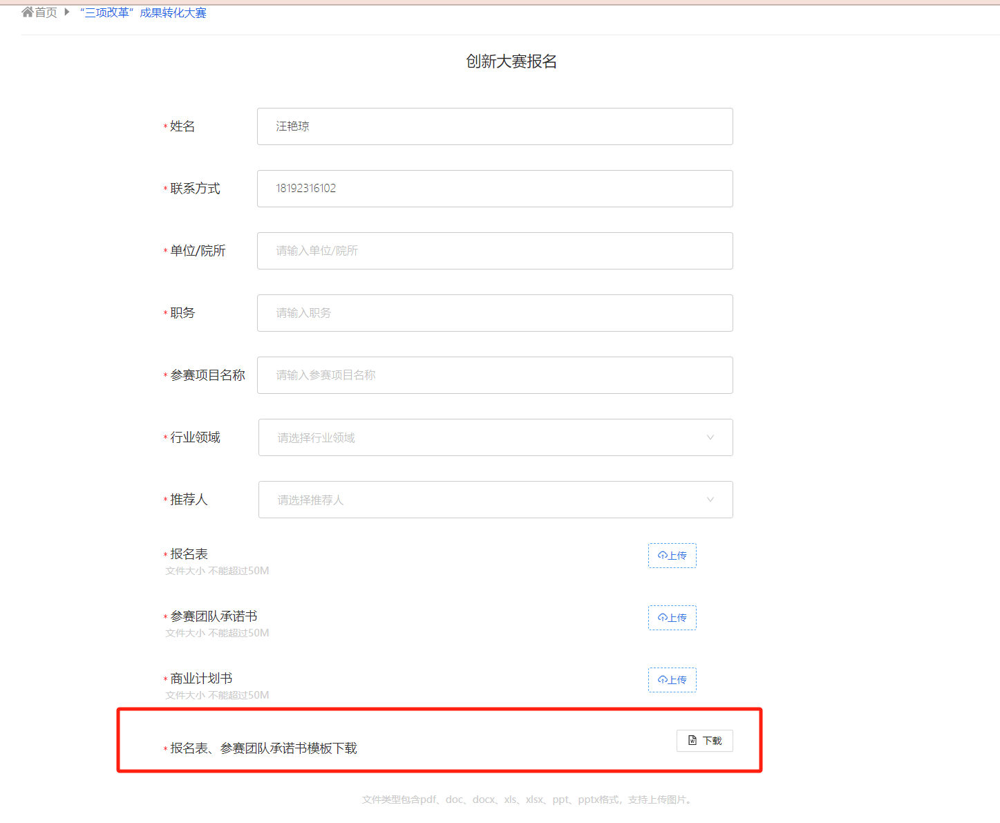 首页 “三项改革”成果转化大赛
创新大赛报名
* 姓名 汪艳琼
* 联系方式 18192316102
* 单位/院所 请输入单位/院所
* 职务 请输入职务
* 参赛项目名称 请输入参赛项目名称
* 行业领域 请选择行业领域
* 推荐人 请选择推荐人
* 报名表 上传
文件大小 不能超过50M
* 参赛团队承诺书 上传
文件大小 不能超过50M
* 商业计划书 上传
文件大小 不能超过50M
* 报名表、参赛团队承诺书模板下载 下载
文件类型包含pdf、doc、docx、xls、xlsx、ppt、pptx格式，支持上传图片。